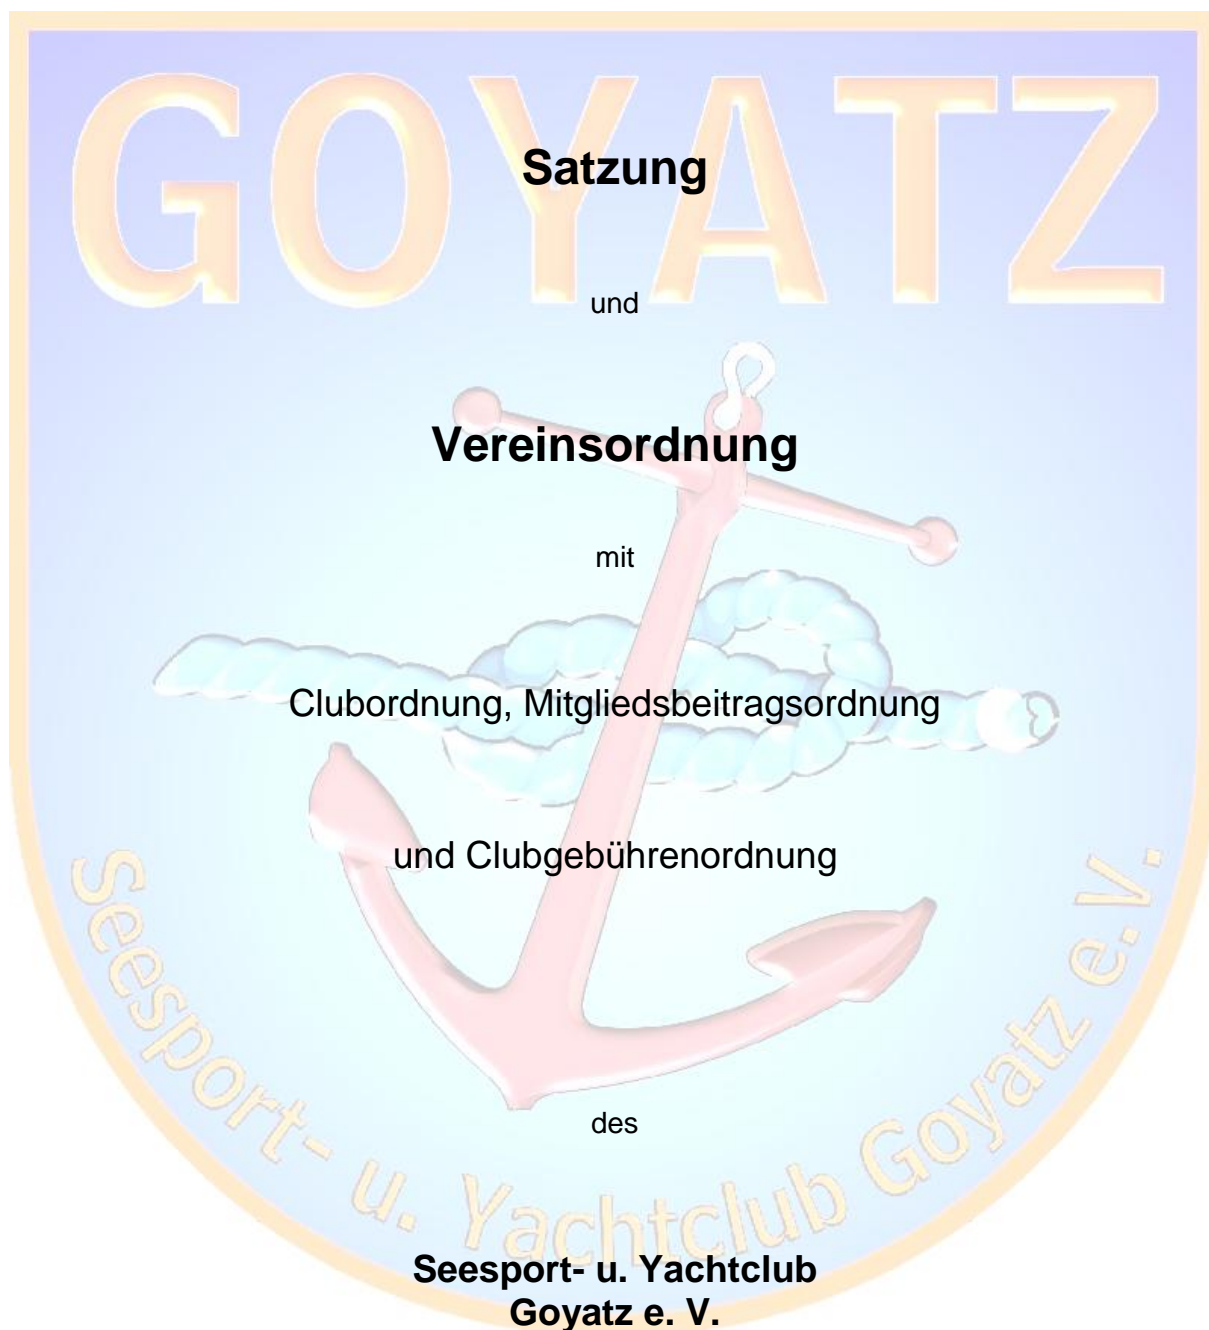 GOYATZ
Satzung
und
Vereinsordnung
mit
Clubordnung, Mitgliedsbeitragsordnung
und Clubgebührenordnung
des
Seesport- u. Yachtclub Goyatz e.V.
Seesport- u. Yachtclub
Goyatz e. V.